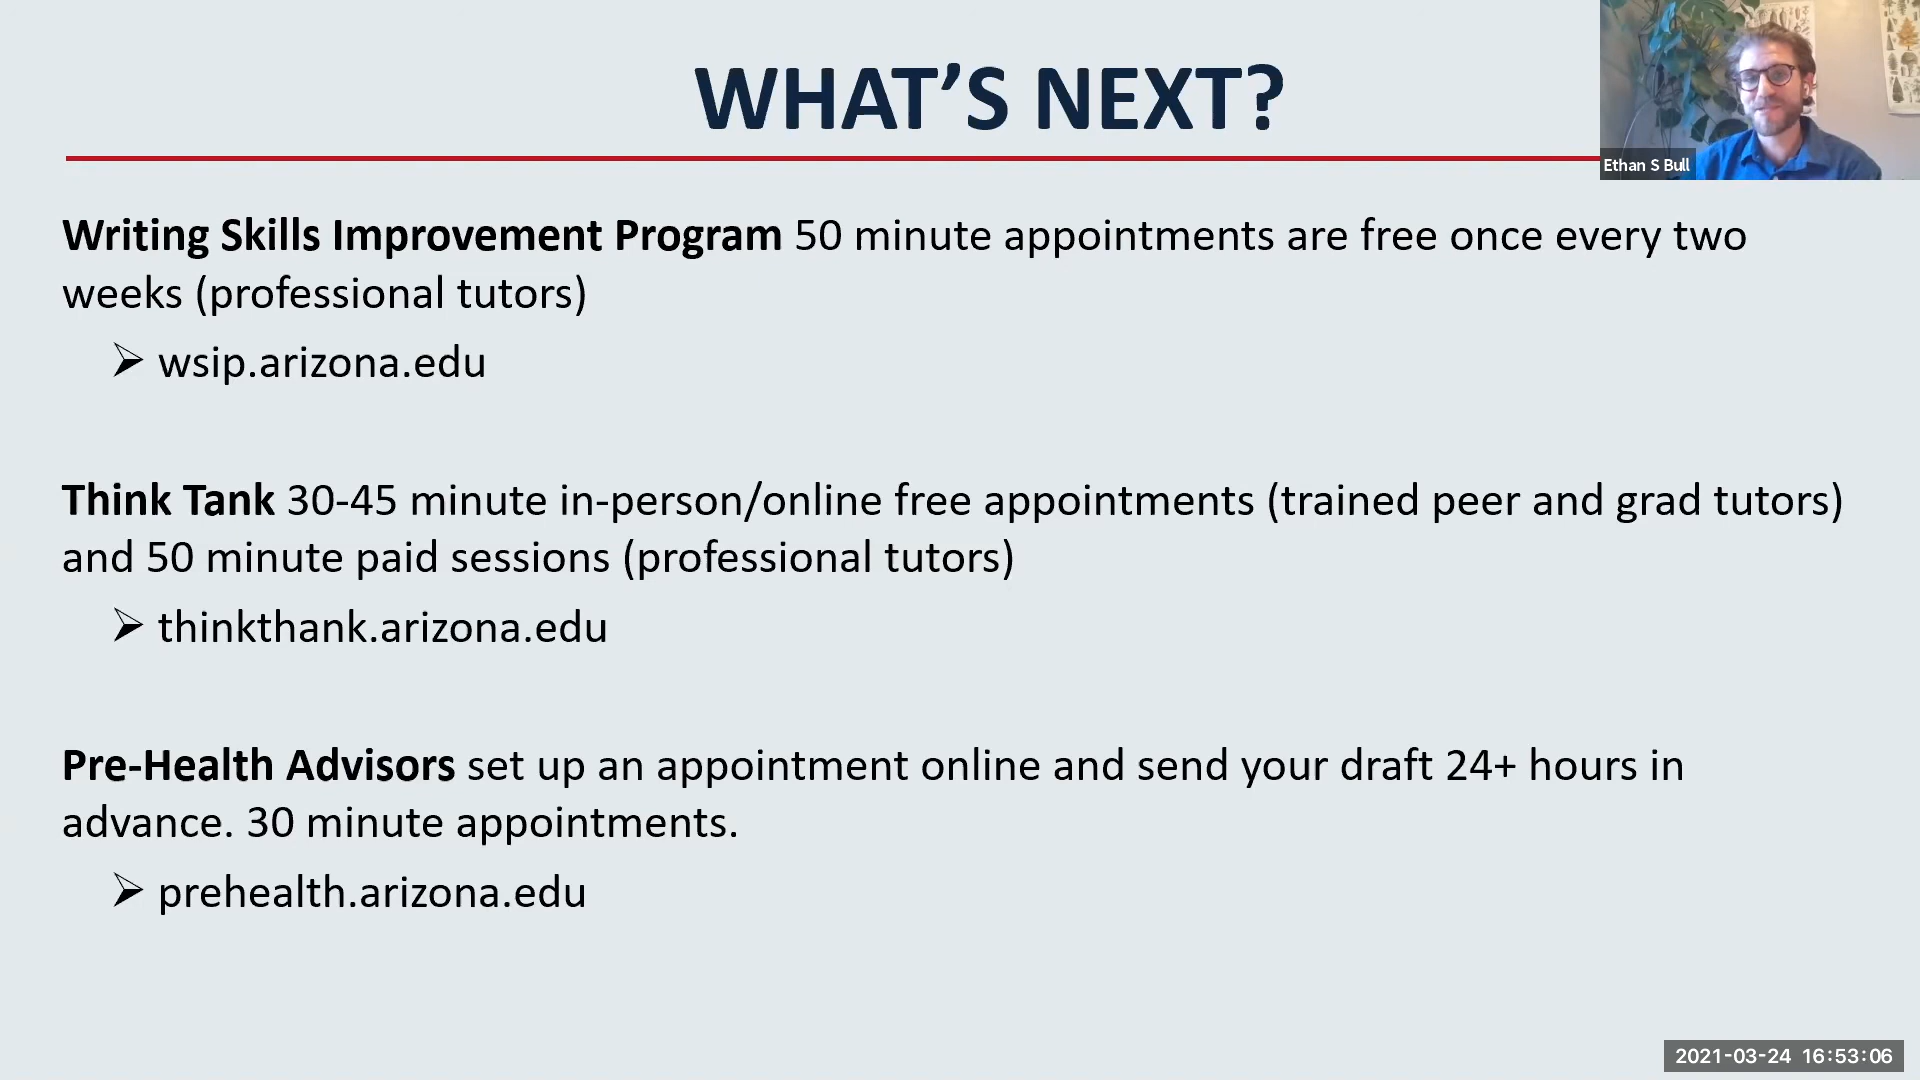 WHAT'S NEXT?
Ethan S Bull
Writing Skills Improvement Program 50 minute appointments are free once every two
weeks (professional tutors)
➢ wsip.arizona.edu
Think Tank 30-45 minute in-person/online free appointments (trained peer and grad tutors)
and 50 minute paid sessions (professional tutors)
➢ thinkthank.arizona.edu
Pre-Health Advisors set up an appointment online and send your draft 24+ hours in
advance. 30 minute appointments.
➢ prehealth.arizona.edu
2021-03-24 16:53:06